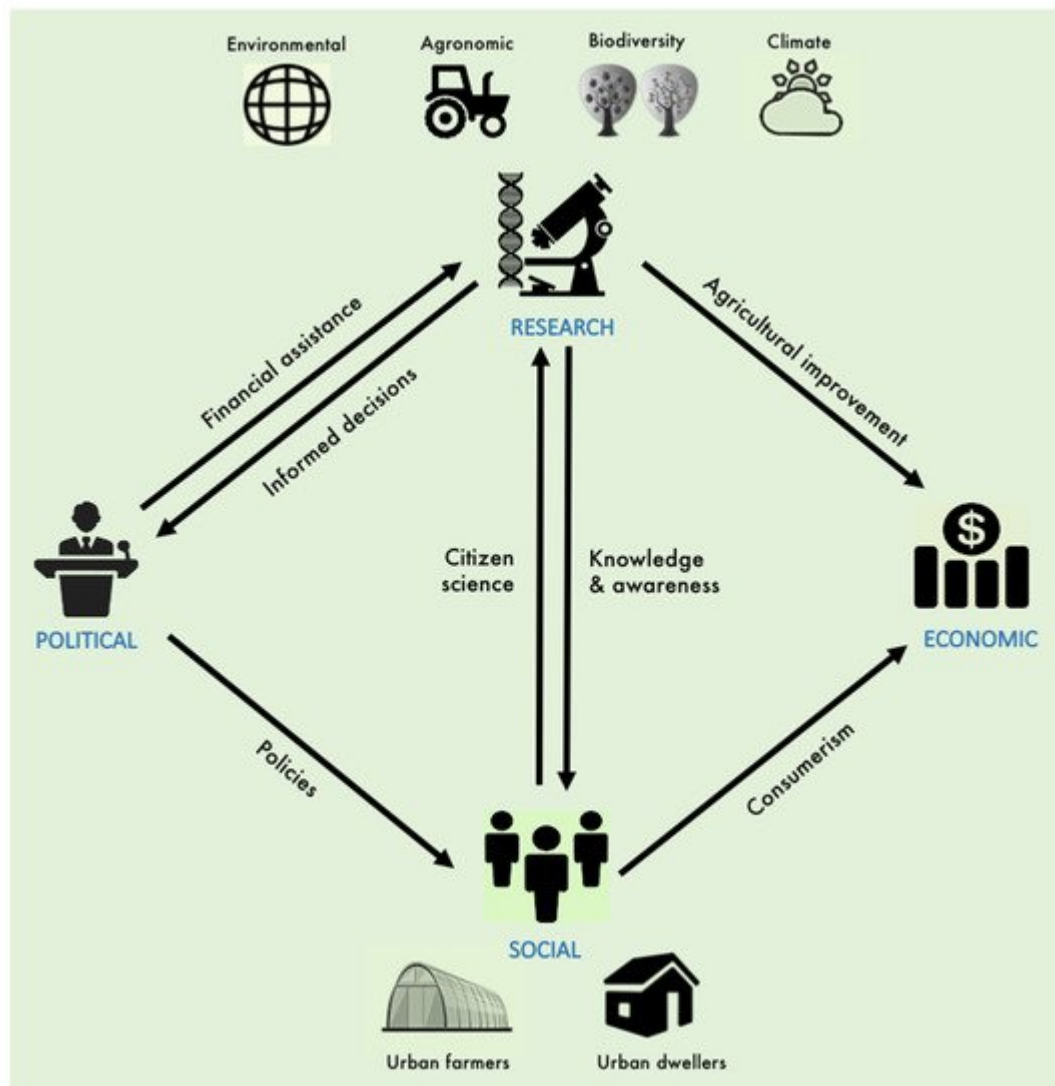 Environmental
Agronomic
Biodiversity
Climate
RESEARCH
Financial assistance
Informed decisions
Agricultural improvement
Citizen
science
Knowledge
& awareness
$
POLITICAL
ECONOMIC
Policies
Consumerism
SOCIAL
Urban farmers
Urban dwellers